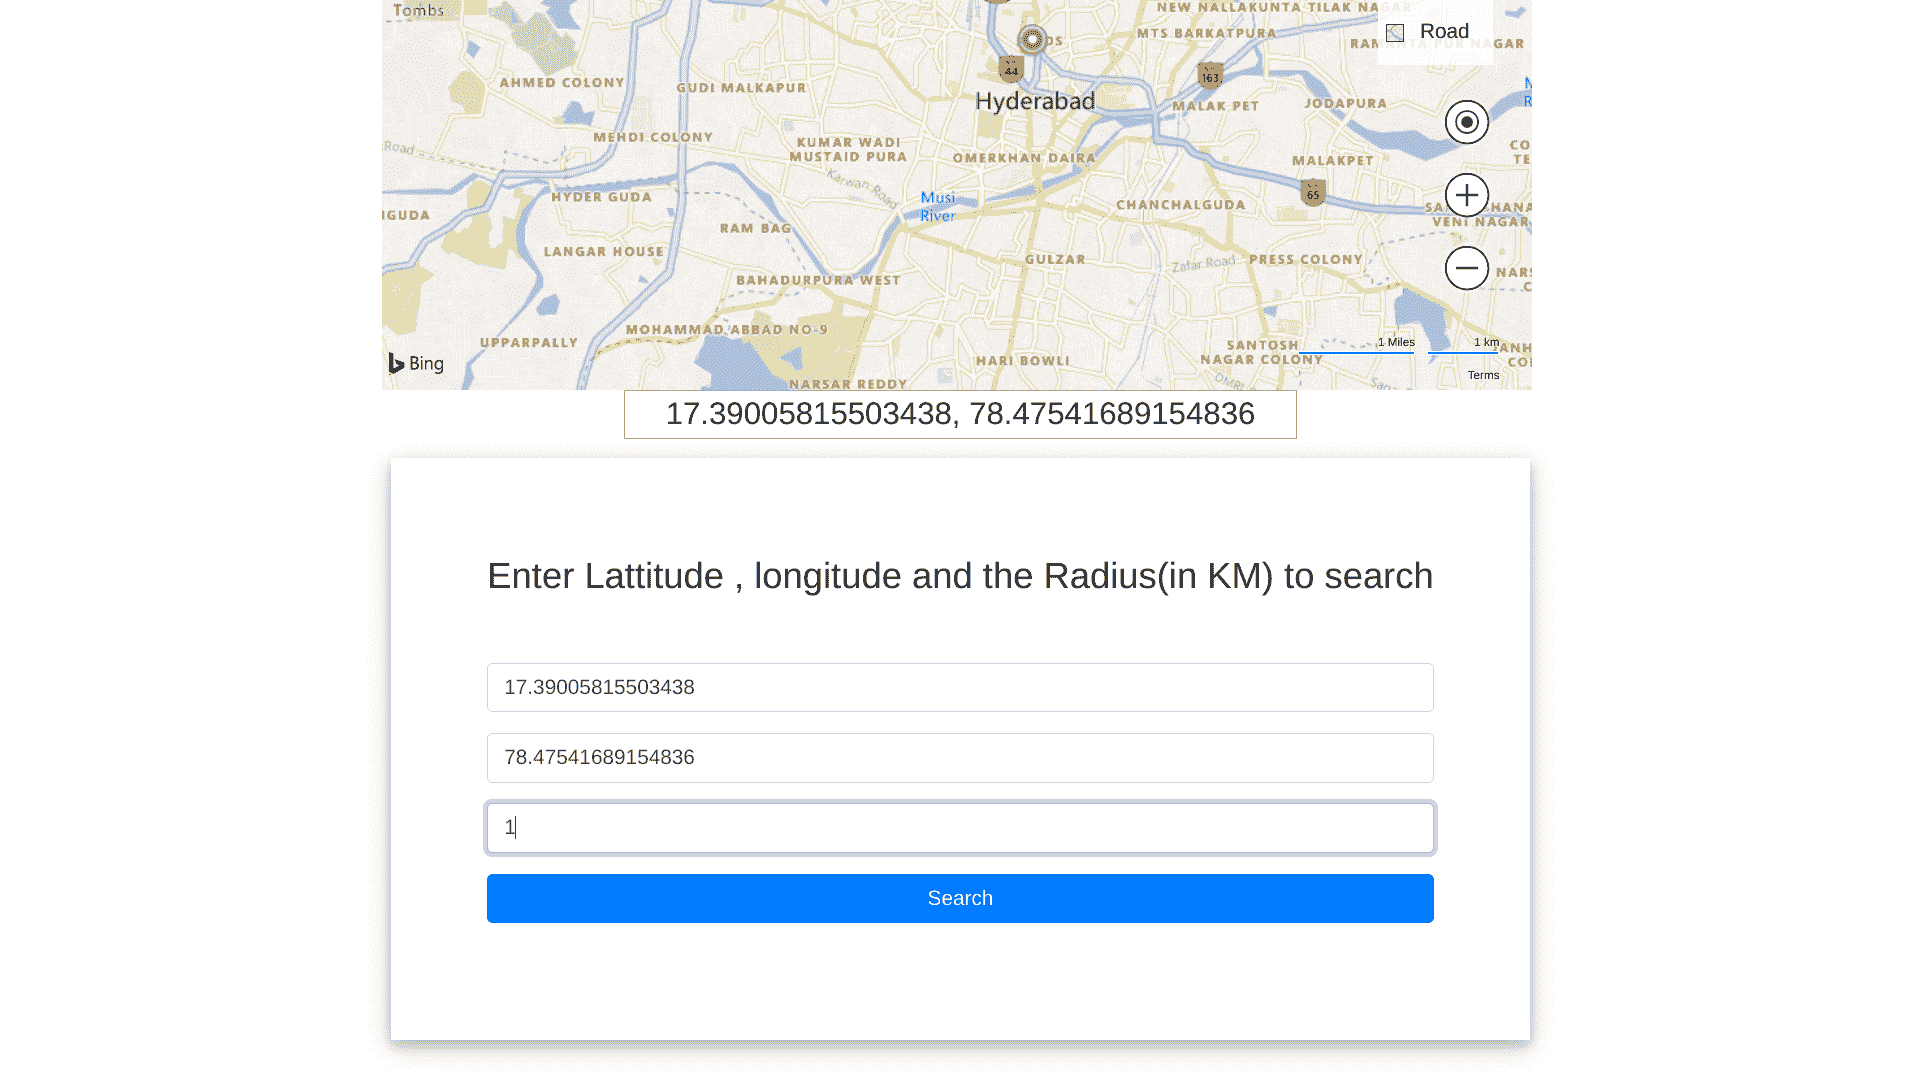 Tombs
NEW NALLAKUNTA TILAK NAGAR
Road
MTS BARKATPURA
44
163
AHMED COLONY
GUDI MALKAPUR
Hyderabad
MALAK PET
JODAPURA
MEHDI COLONY
KUMAR WADI
MUSTAID PURA
Road
OMERKHAN DAIRA
MALAKPET
Karwan Road
HYDER GUDA
Musi
River
65
CHANCHALGUDA
VENI NAGAR
RAM BAG
LANGAR HOUSE
GULZAR
Zafar Road
PRESS COLONY
BAHADURPURA WEST
MOHAMMAD ABBAD NO-9
UPPARPALLY
SANTOSH
NAGAR COLONY
1 Miles
1 km
HARI BOWLI
Bing
Terms
NARSAR REDDY
17.39005815503438, 78.47541689154836
Enter Lattitude , longitude and the Radius(in KM) to search
17.39005815503438
78.47541689154836
1
Search